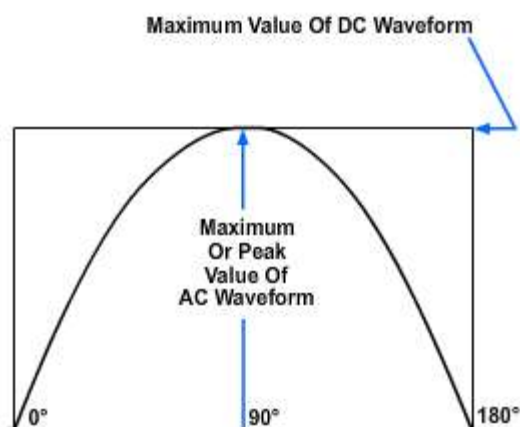 Maximum Value Of DC Waveform
Maximum
Or Peak
Value Of
AC Waveform
0°
90°
180°